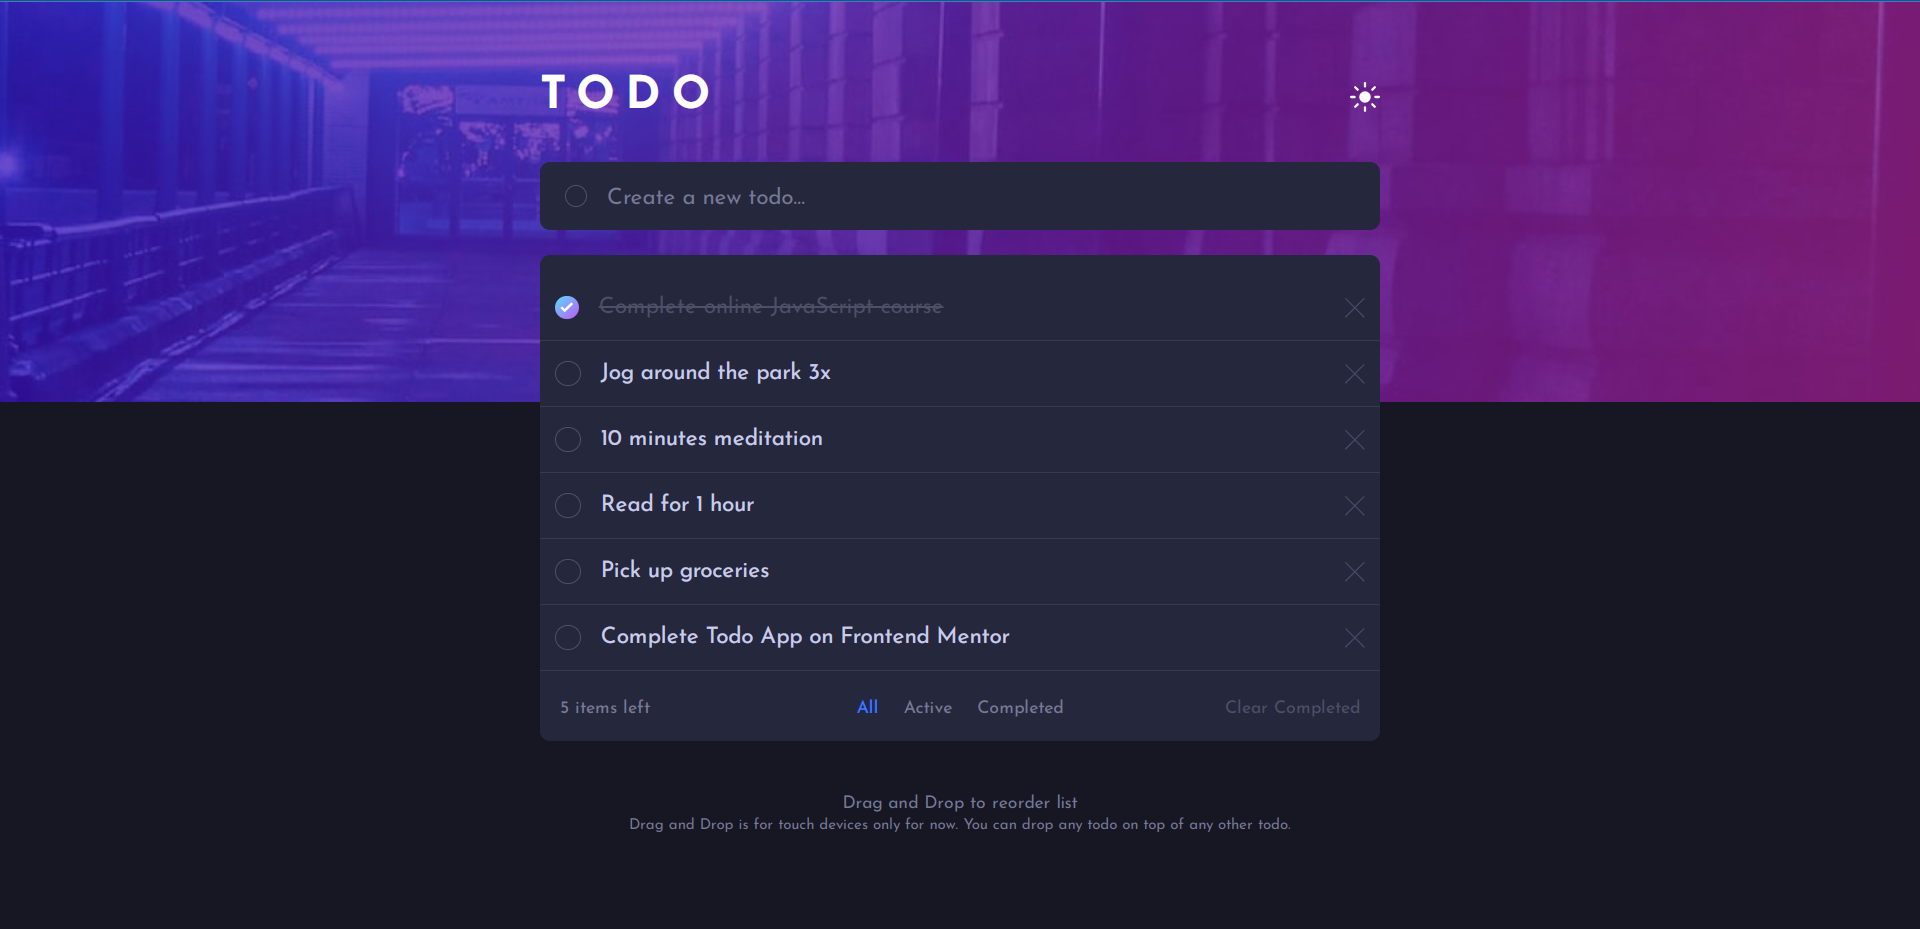 TODO
Create a new todo...
Complete online JavaScript course
Jog around the park 3x
10 minutes meditation
Read for 1 hour
Pick up groceries
Complete Todo App on Frontend Mentor
5 items left All Active Completed Clear Completed
Drag and Drop to reorder list
Drag and Drop is for touch devices only for now. You can drop any todo on top of any other todo.